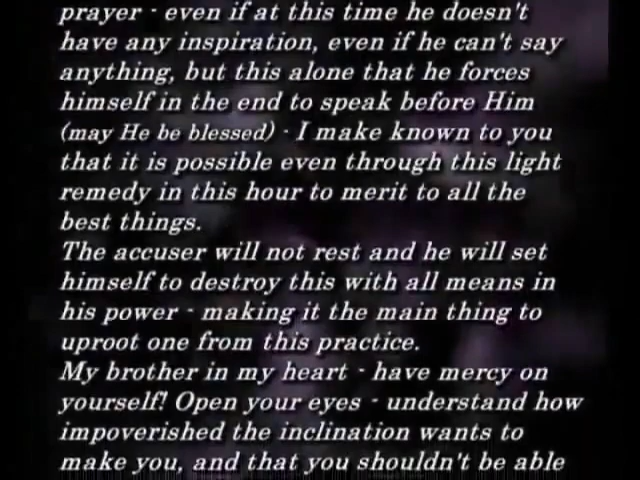 prayer - even if at this time he doesn't
have any inspiration, even if he can't say
anything, but this alone that he forces
himself in the end to speak before Him
(may He be blessed) - I make known to you
that it is possible even through this light
remedy in this hour to merit to all the
best things.
The accuser will not rest and he will set
himself to destroy this with all means in
his power - making it the main thing to
uproot one from this practice.
My brother in my heart - have mercy on
yourself! Open your eyes - understand how
impoverished the inclination wants to
make you, and that you shouldn't be able